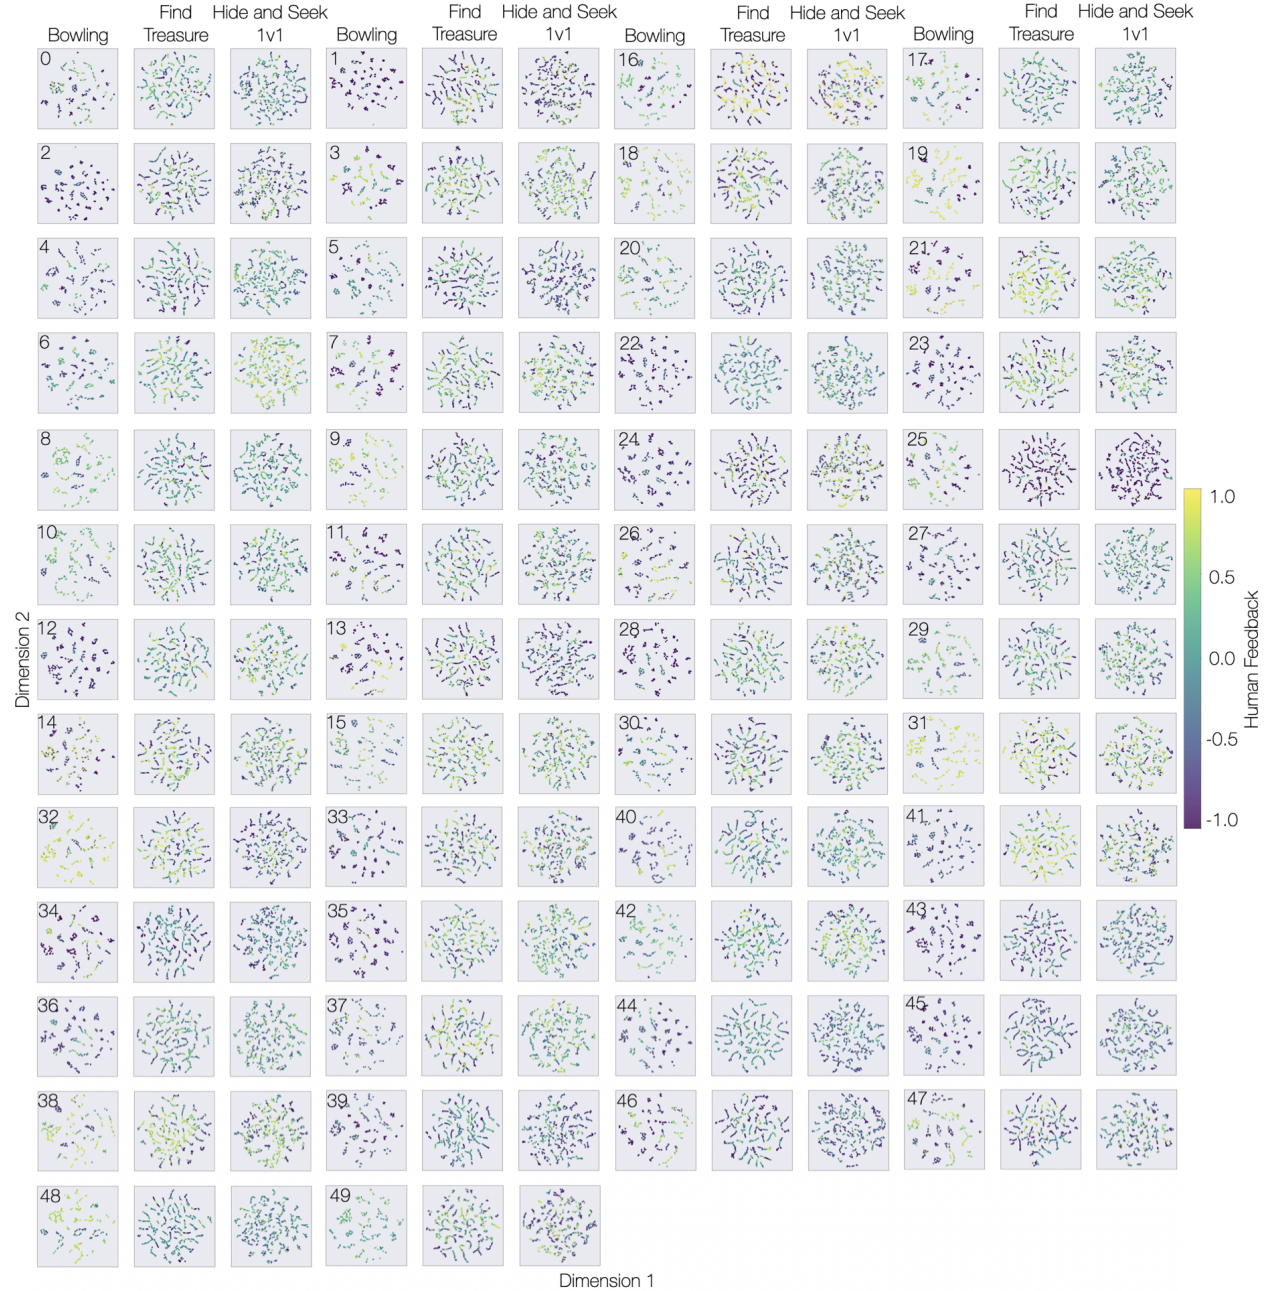 Find Hide and Seek Find Hide and Seek Find Hide and Seek Find Hide and Seek
Bowling Treasure 1v1 Bowling Treasure 1v1 Bowling Treasure 1v1 Bowling Treasure 1v1
0 1 16 17
2 3 18 19
4 5 20 21
6 7 22 23
8 9 24 25
10 11 26 27
12 13 28 29
14 15 30 31
32 33 40 41
34 35 42 43
36 37 44 45
38 39 46 47
48 49
Dimension 2
Dimension 1
1.0
0.5
0.0
-0.5
-1.0
Human Feedback